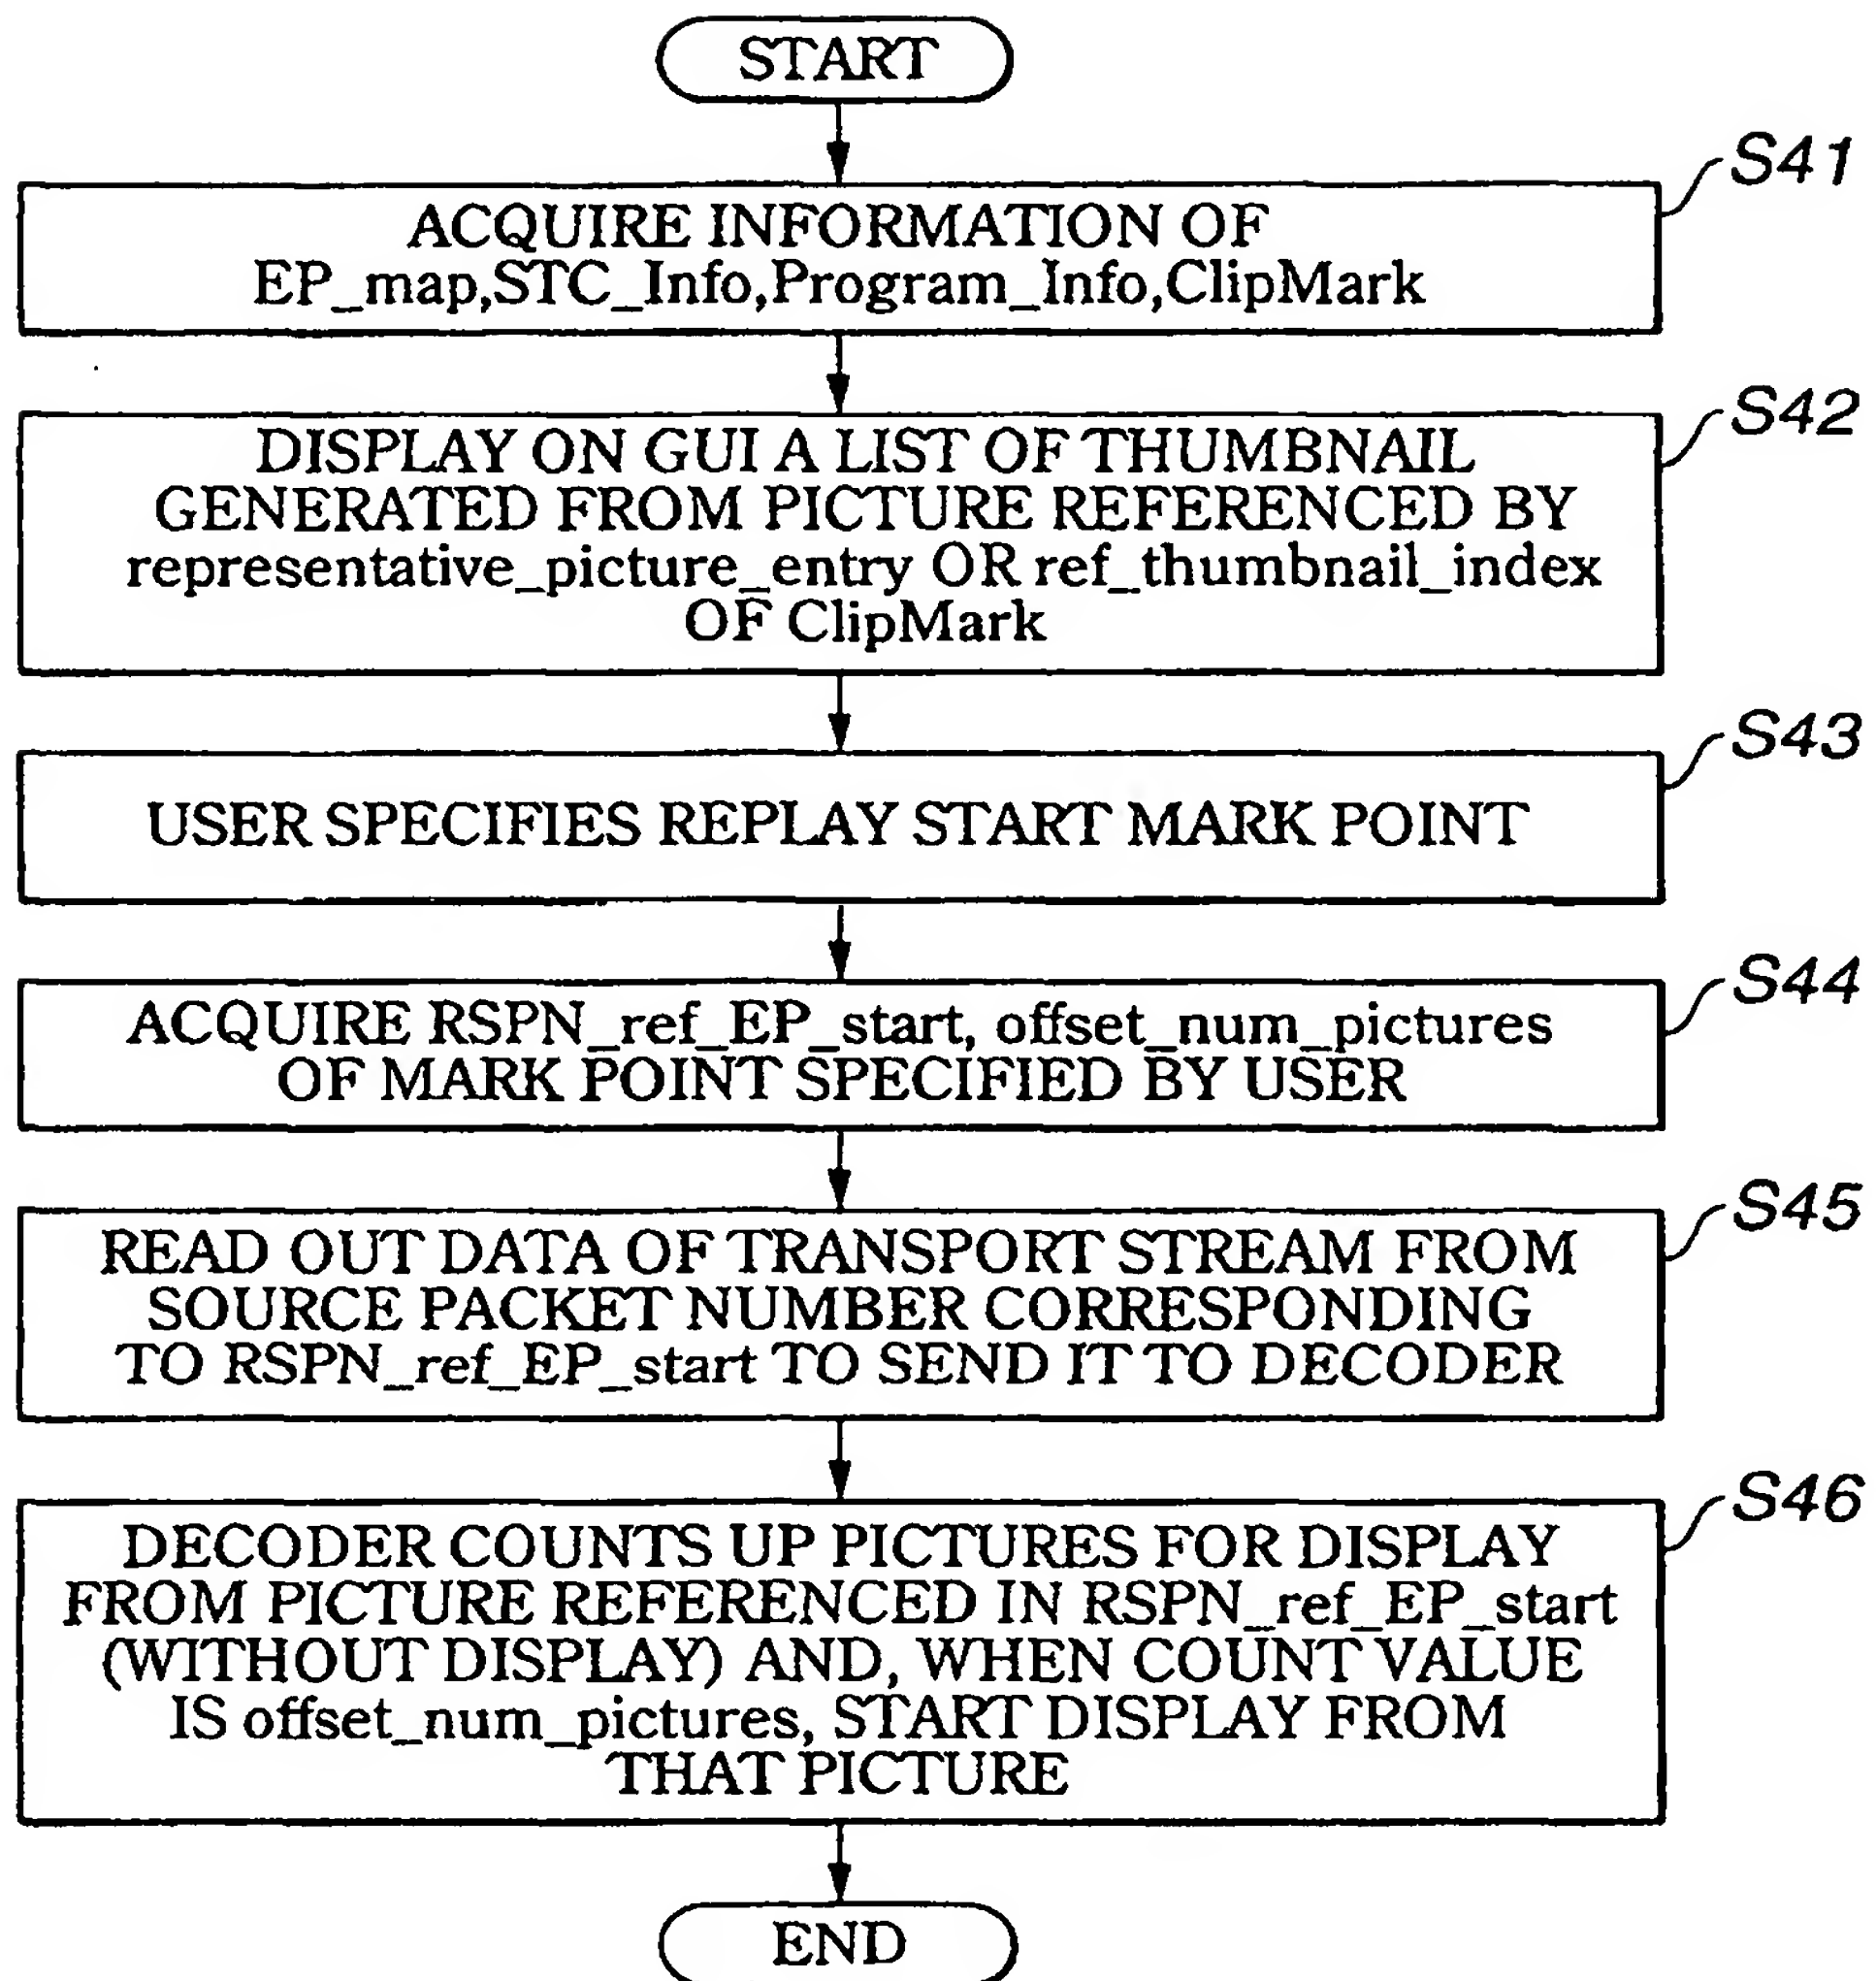 START
S41
ACQUIRE INFORMATION OF
EP_map,STC_Info,Program_Info,ClipMark
S42
DISPLAY ON GUI A LIST OF THUMBNAIL
GENERATED FROM PICTURE REFERENCED BY
representative_picture_entry OR ref_thumbnail_index
OF ClipMark
S43
USER SPECIFIES REPLAY START MARK POINT
S44
ACQUIRE RSPN_ref_EP_start, offset_num_pictures
OF MARK POINT SPECIFIED BY USER
S45
READ OUT DATA OF TRANSPORT STREAM FROM
SOURCE PACKET NUMBER CORRESPONDING
TO RSPN_ref_EP_start TO SEND IT TO DECODER
S46
DECODER COUNTS UP PICTURES FOR DISPLAY
FROM PICTURE REFERENCED IN RSPN_ref_EP_start
(WITHOUT DISPLAY) AND, WHEN COUNT VALUE
IS offset_num_pictures, START DISPLAY FROM
THAT PICTURE
END